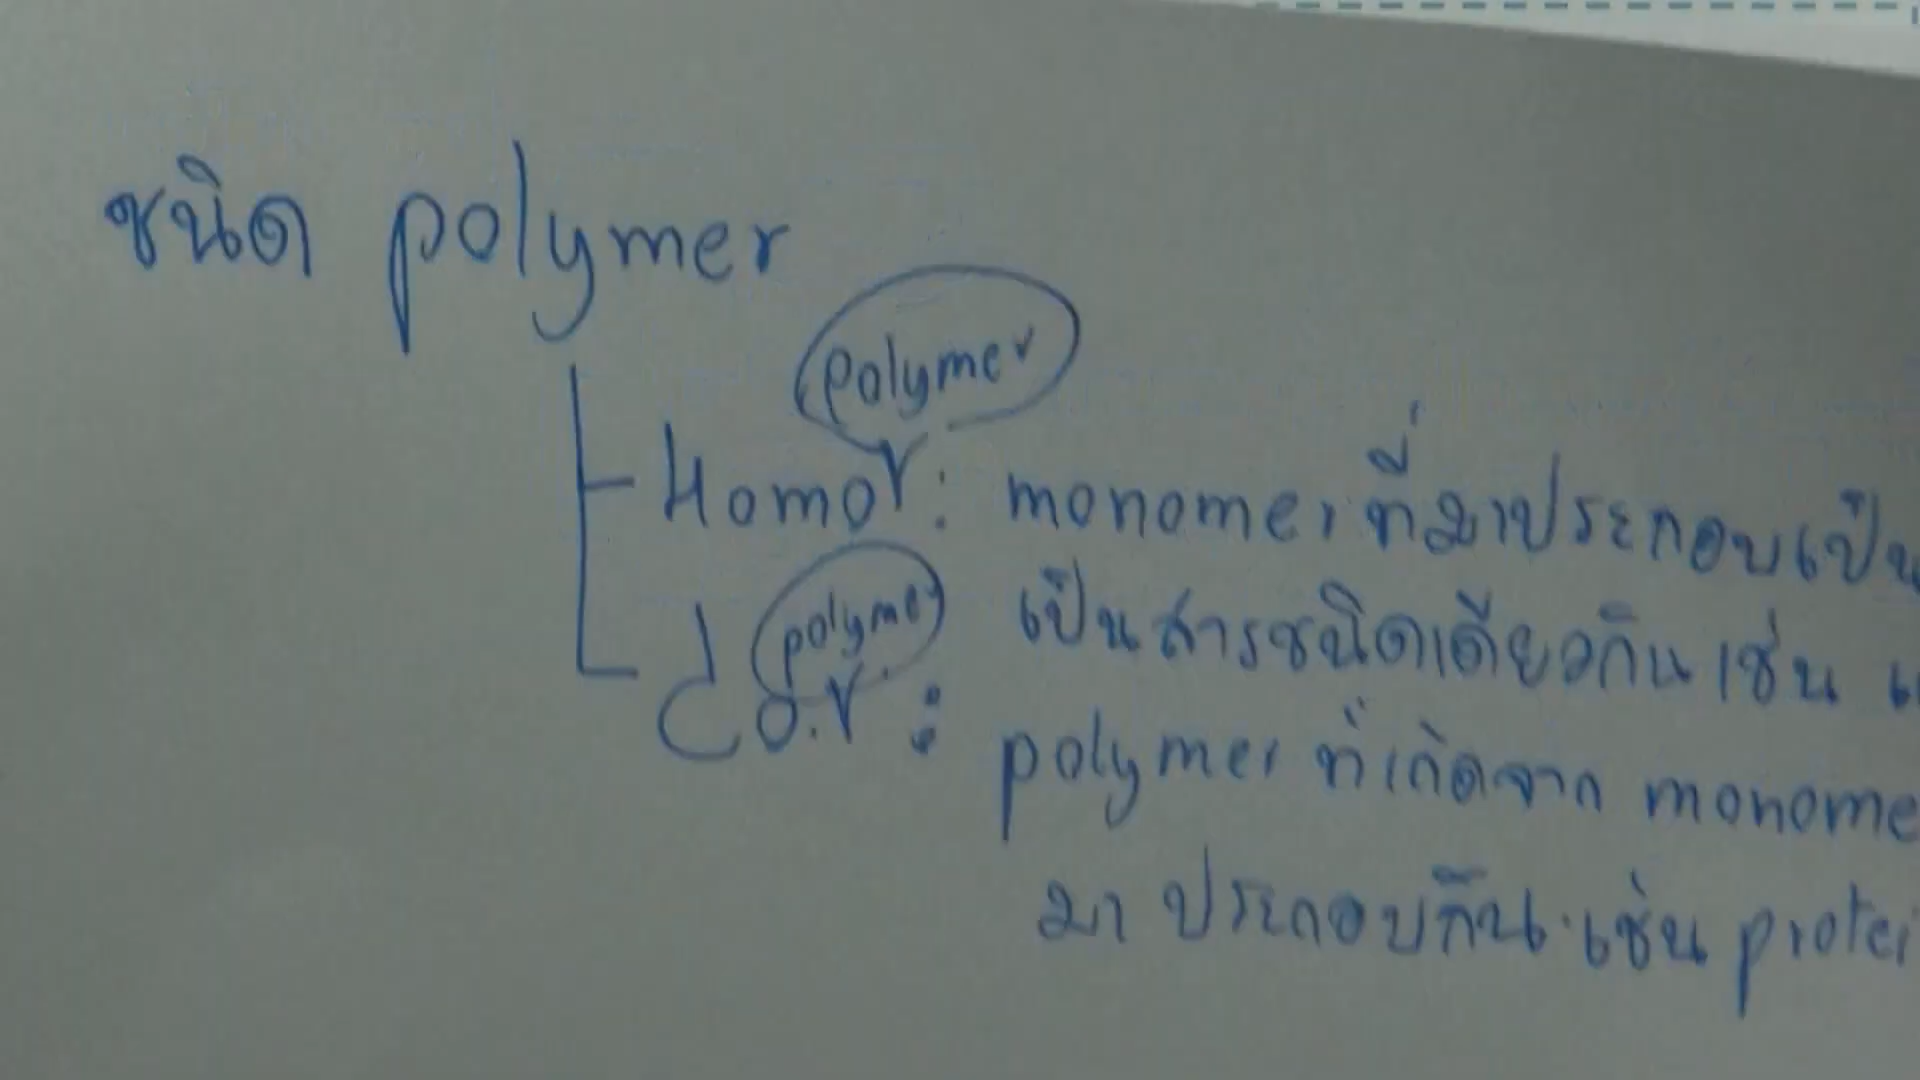 ชนิด polymer
polymer
Homo : monomer ที่มาประกอบเป็น
polymer
เป็นสารชนิดเดียวกัน เช่น
Co. : polymer ที่เกิดจาก monome
มาประกอบกัน เช่น protei